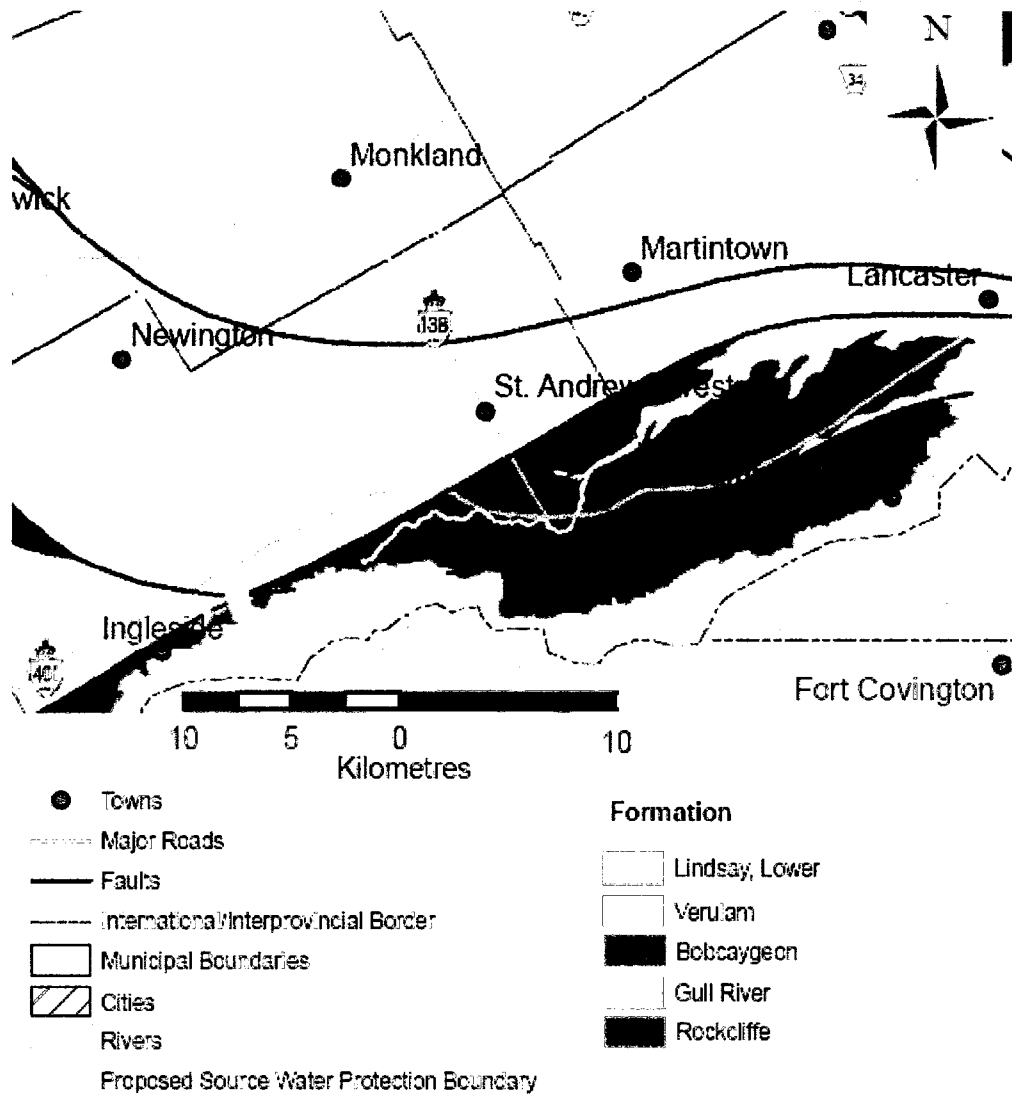 N
34
Monkland
wick
Martintown
Lancaster
138
Newington
St. Andrew West
Ingleside
401
Fort Covington
10 5 0 10
Kilometres
Towns
Major Roads
Faults
International/Interprovincial Border
Municipal Boundaries
Cities
Rivers
Proposed Source Water Protection Boundary
Formation
Lindsay, Lower
Verulam
Bobcaygeon
Gull River
Rockcliffe